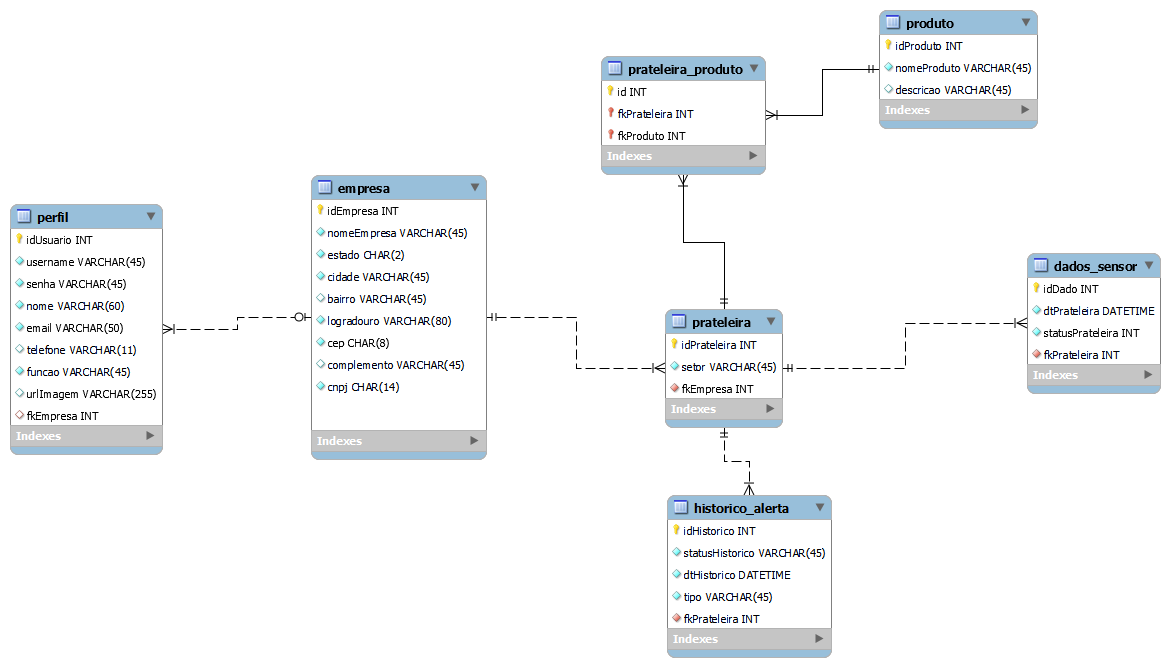 produto
idProduto INT
nomeProduto VARCHAR(45)
descricao VARCHAR(45)
Indexes
prateleira_produto
id INT
fkPrateleira INT
fkProduto INT
Indexes
perfil
idUsuario INT
username VARCHAR(45)
senha VARCHAR(45)
nome VARCHAR(60)
email VARCHAR(50)
telefone VARCHAR(11)
funcao VARCHAR(45)
urlImagem VARCHAR(255)
fkEmpresa INT
Indexes
empresa
idEmpresa INT
nomeEmpresa VARCHAR(45)
estado CHAR(2)
cidade VARCHAR(45)
bairro VARCHAR(45)
logradouro VARCHAR(80)
cep CHAR(8)
complemento VARCHAR(45)
cnpj CHAR(14)
Indexes
prateleira
idPrateleira INT
setor VARCHAR(45)
fkEmpresa INT
Indexes
dados_sensor
idDado INT
dtPrateleira DATETIME
statusPrateleira INT
fkPrateleira INT
Indexes
historico_alerta
idHistorico INT
statusHistorico VARCHAR(45)
dtHistorico DATETIME
tipo VARCHAR(45)
fkPrateleira INT
Indexes